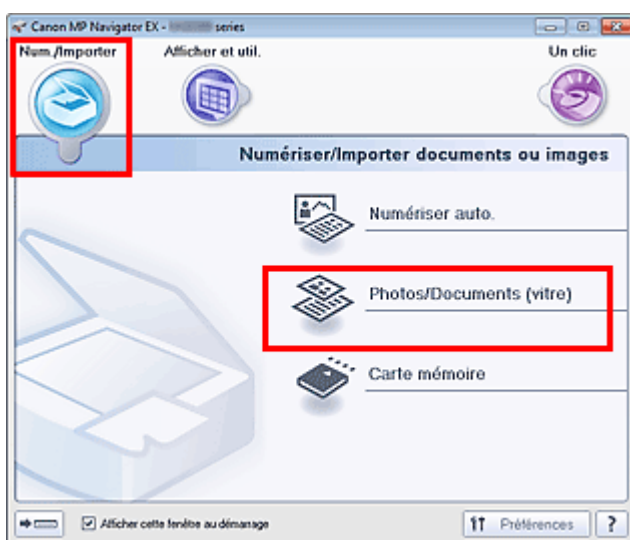 Canon MP Navigator EX - series
Num./Importer
Afficher et util.
Un clic
Numériser/Importer documents ou images
Numériser auto.
Photos/Documents (vitre)
Carte mémoire
Afficher cette fenêtre au démarrage
Préférences
?